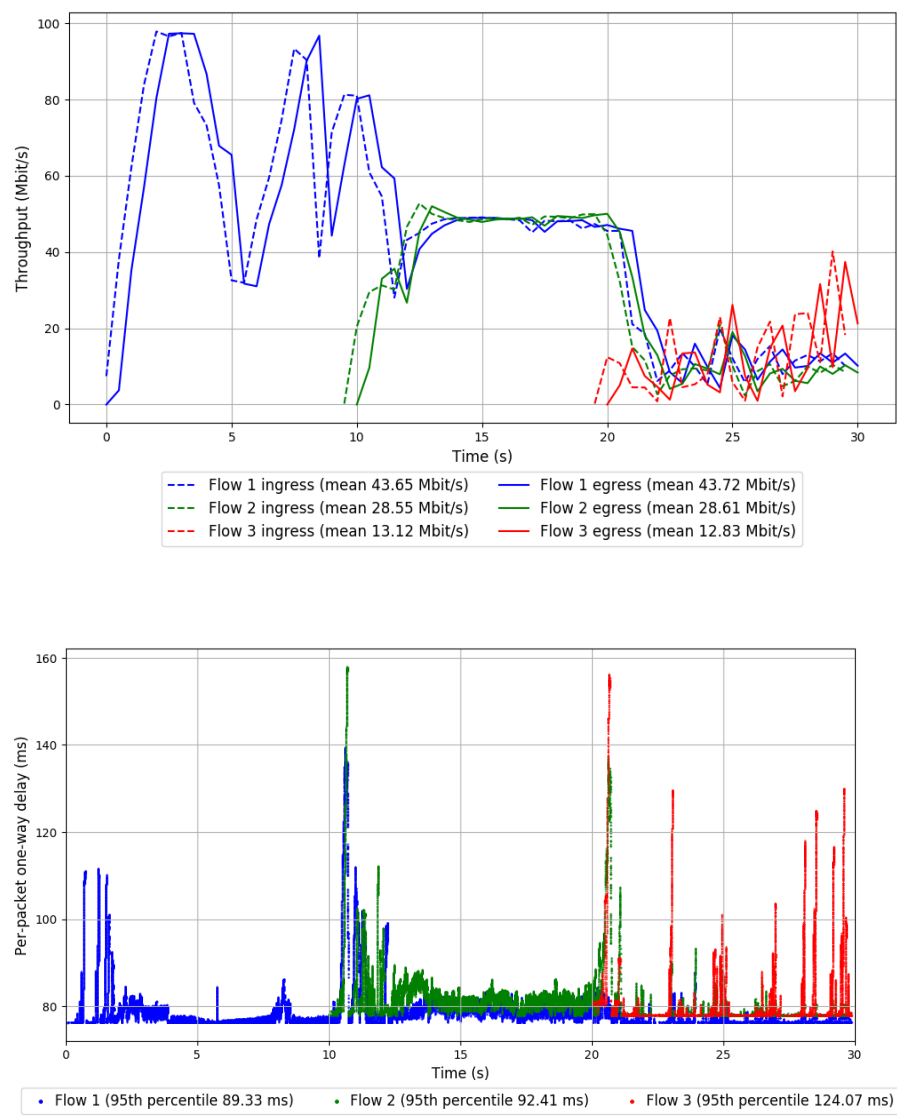 100
80
60
40
20
0
Throughput (Mbit/s)
0 5 10 15 20 25 30
Time (s)
Flow 1 ingress (mean 43.65 Mbit/s) Flow 1 egress (mean 43.72 Mbit/s)
Flow 2 ingress (mean 28.55 Mbit/s) Flow 2 egress (mean 28.61 Mbit/s)
Flow 3 ingress (mean 13.12 Mbit/s) Flow 3 egress (mean 12.83 Mbit/s)
160
140
120
100
80
Per-packet one-way delay (ms)
0 5 10 15 20 25 30
Time (s)
Flow 1 (95th percentile 89.33 ms) Flow 2 (95th percentile 92.41 ms) Flow 3 (95th percentile 124.07 ms)